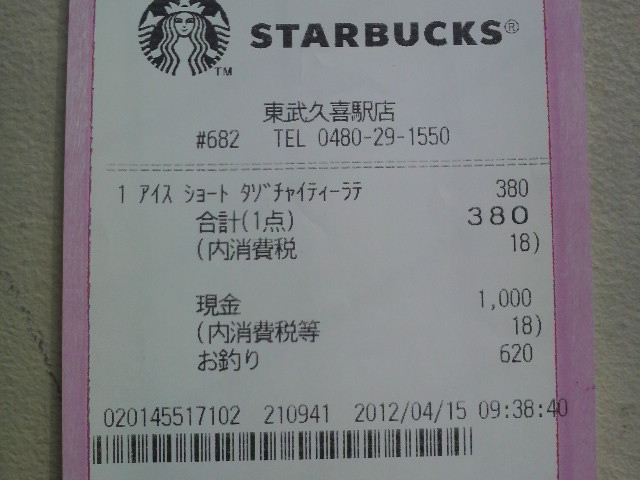 STARBUCKS®
TM
東武久喜駅店
#682 TEL 0480-29-1550
1 アイス ショート タゾチャイティーラテ 380
合計(1点) 380
(内消費税 18)
現金 1,000
(内消費税等 18)
お釣り 620
020145517102 210941 2012/04/15 09:38:40